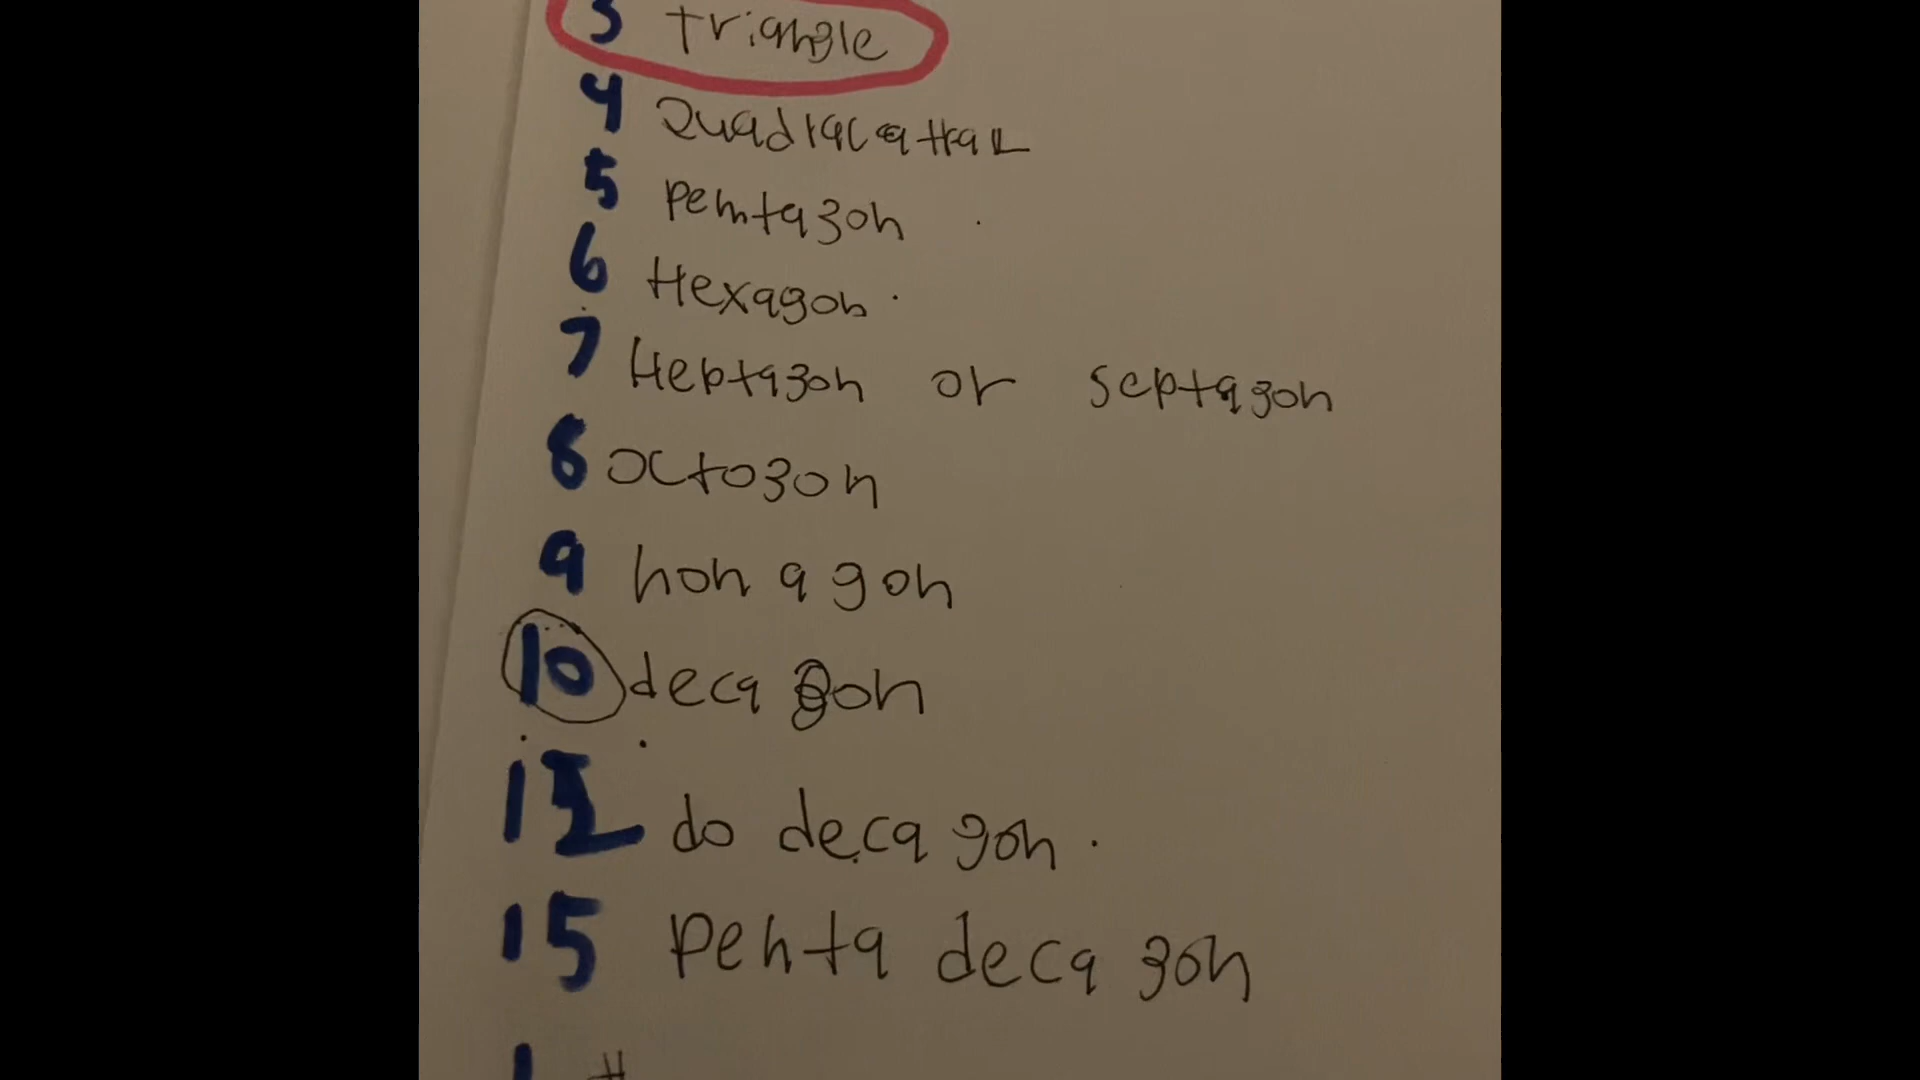 3 triangle
4 Quadlacatral
5 Pentagon
6 Hexagon
7 Heptagon or septagon
8 octogon
9 nonagon
10 decagon
12 do decagon
15 Penta decagon